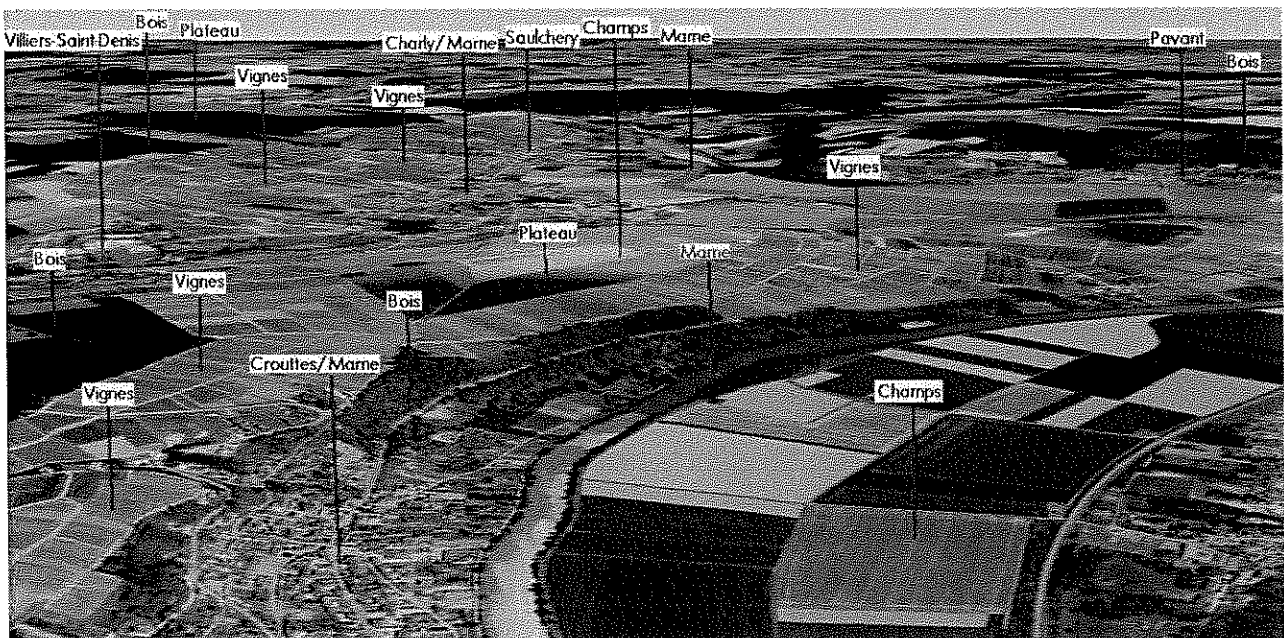 Bois
Plateau
Villiers-Saint-Denis
Charly/Marne
Saulchery
Champs
Marne
Pavant
Bois
Vignes
Vignes
Vignes
Plateau
Marne
Bois
Vignes
Bois
Crouttes/Marne
Vignes
Champs